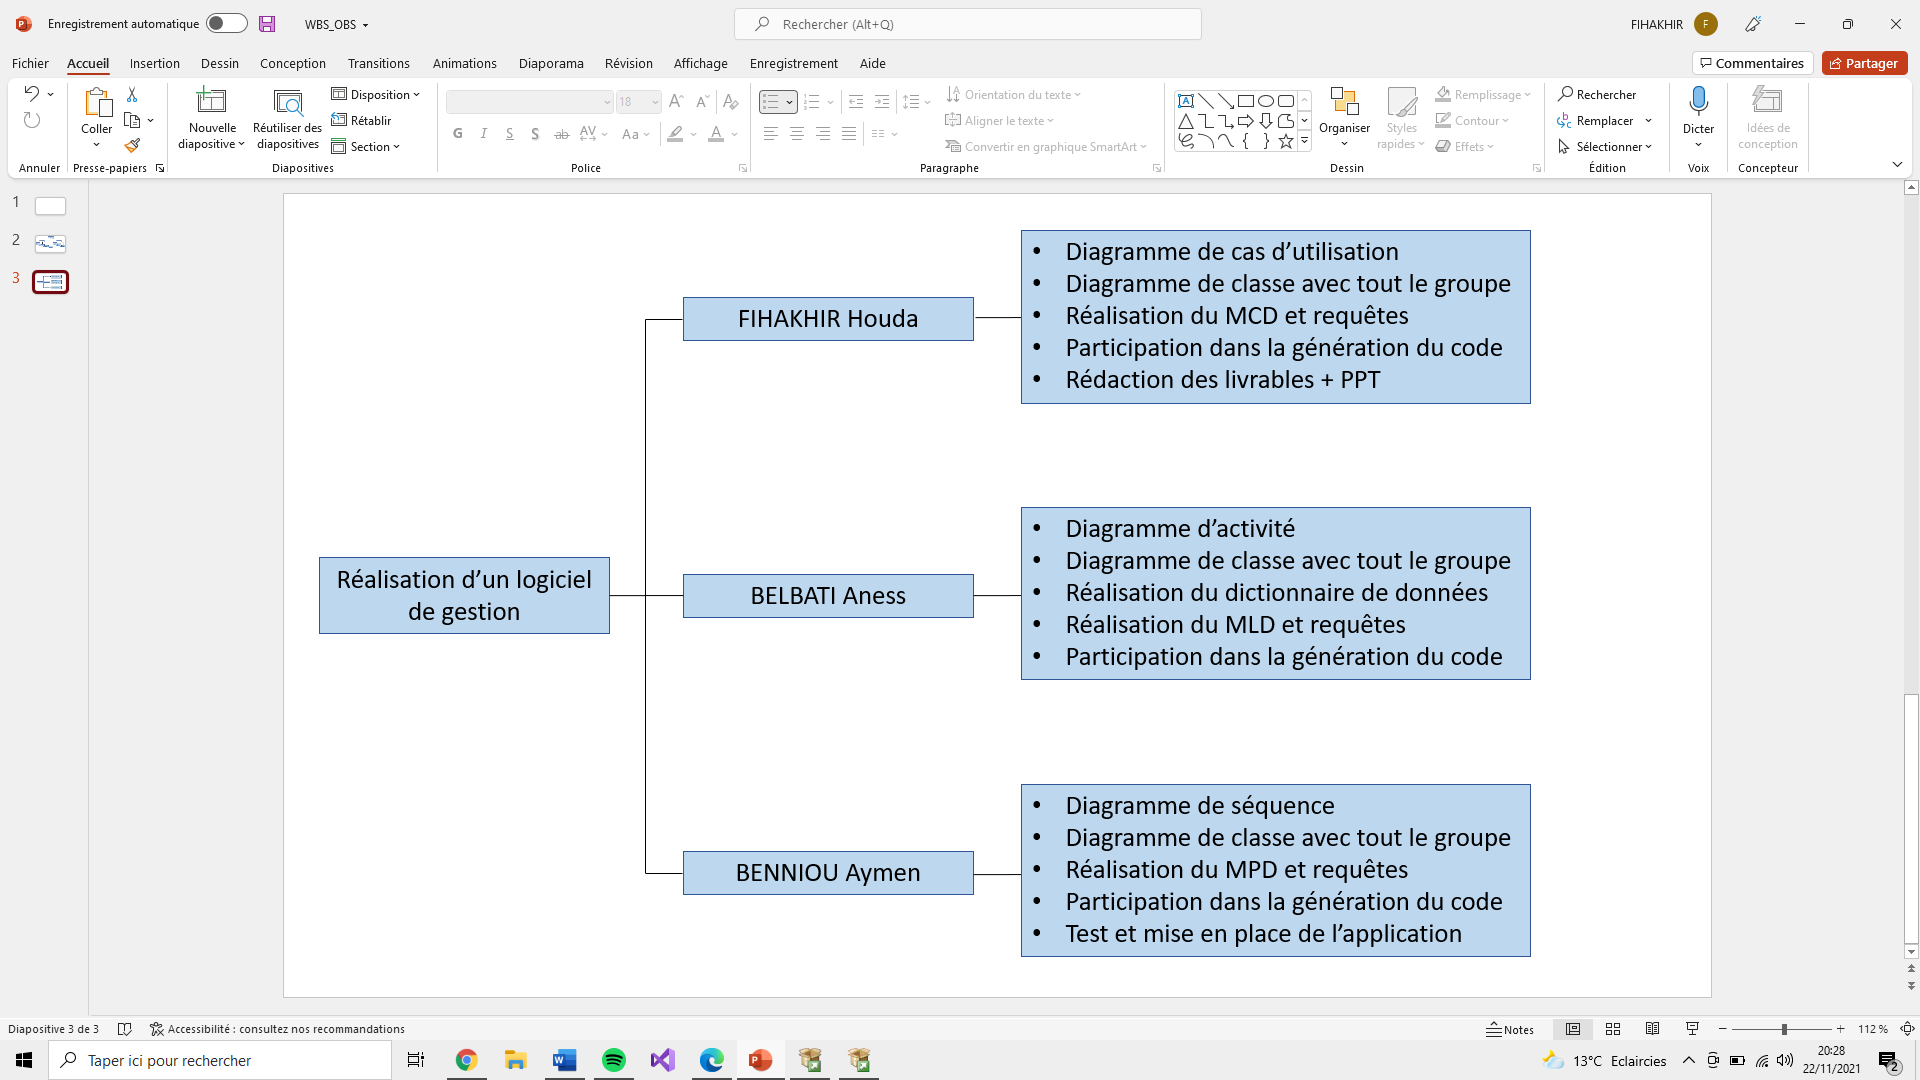 Enregistrement automatique
WBS_OBS
Rechercher (Alt+Q)
FIHAKHIR
F
Fichier
Accueil
Insertion
Dessin
Conception
Transitions
Animations
Diaporama
Révision
Affichage
Enregistrement
Aide
Commentaires
Partager
Coller
Nouvelle
diapositive
Réutiliser des
diapositives
Disposition
Rétablir
Section
18
G I S S ab AV Aa A
Orientation du texte
Aligner le texte
Convertir en graphique SmartArt
Organiser
Styles
rapides
Remplissage
Contour
Effets
Rechercher
Remplacer
Sélectionner
Dicter
Idées de
conception
Annuler
Presse-papiers
Diapositives
Police
Paragraphe
Dessin
Édition
Voix
Concepteur
1
2
3
Réalisation d’un logiciel
de gestion
FIHAKHIR Houda
• Diagramme de cas d’utilisation
• Diagramme de classe avec tout le groupe
• Réalisation du MCD et requêtes
• Participation dans la génération du code
• Rédaction des livrables + PPT
BELBATI Aness
• Diagramme d’activité
• Diagramme de classe avec tout le groupe
• Réalisation du dictionnaire de données
• Réalisation du MLD et requêtes
• Participation dans la génération du code
BENNIOU Aymen
• Diagramme de séquence
• Diagramme de classe avec tout le groupe
• Réalisation du MPD et requêtes
• Participation dans la génération du code
• Test et mise en place de l’application
Diapositive 3 de 3
Accessibilité : consultez nos recommandations
Notes
112 %
Taper ici pour rechercher
13°C Eclaircies
20:28
22/11/2021
2